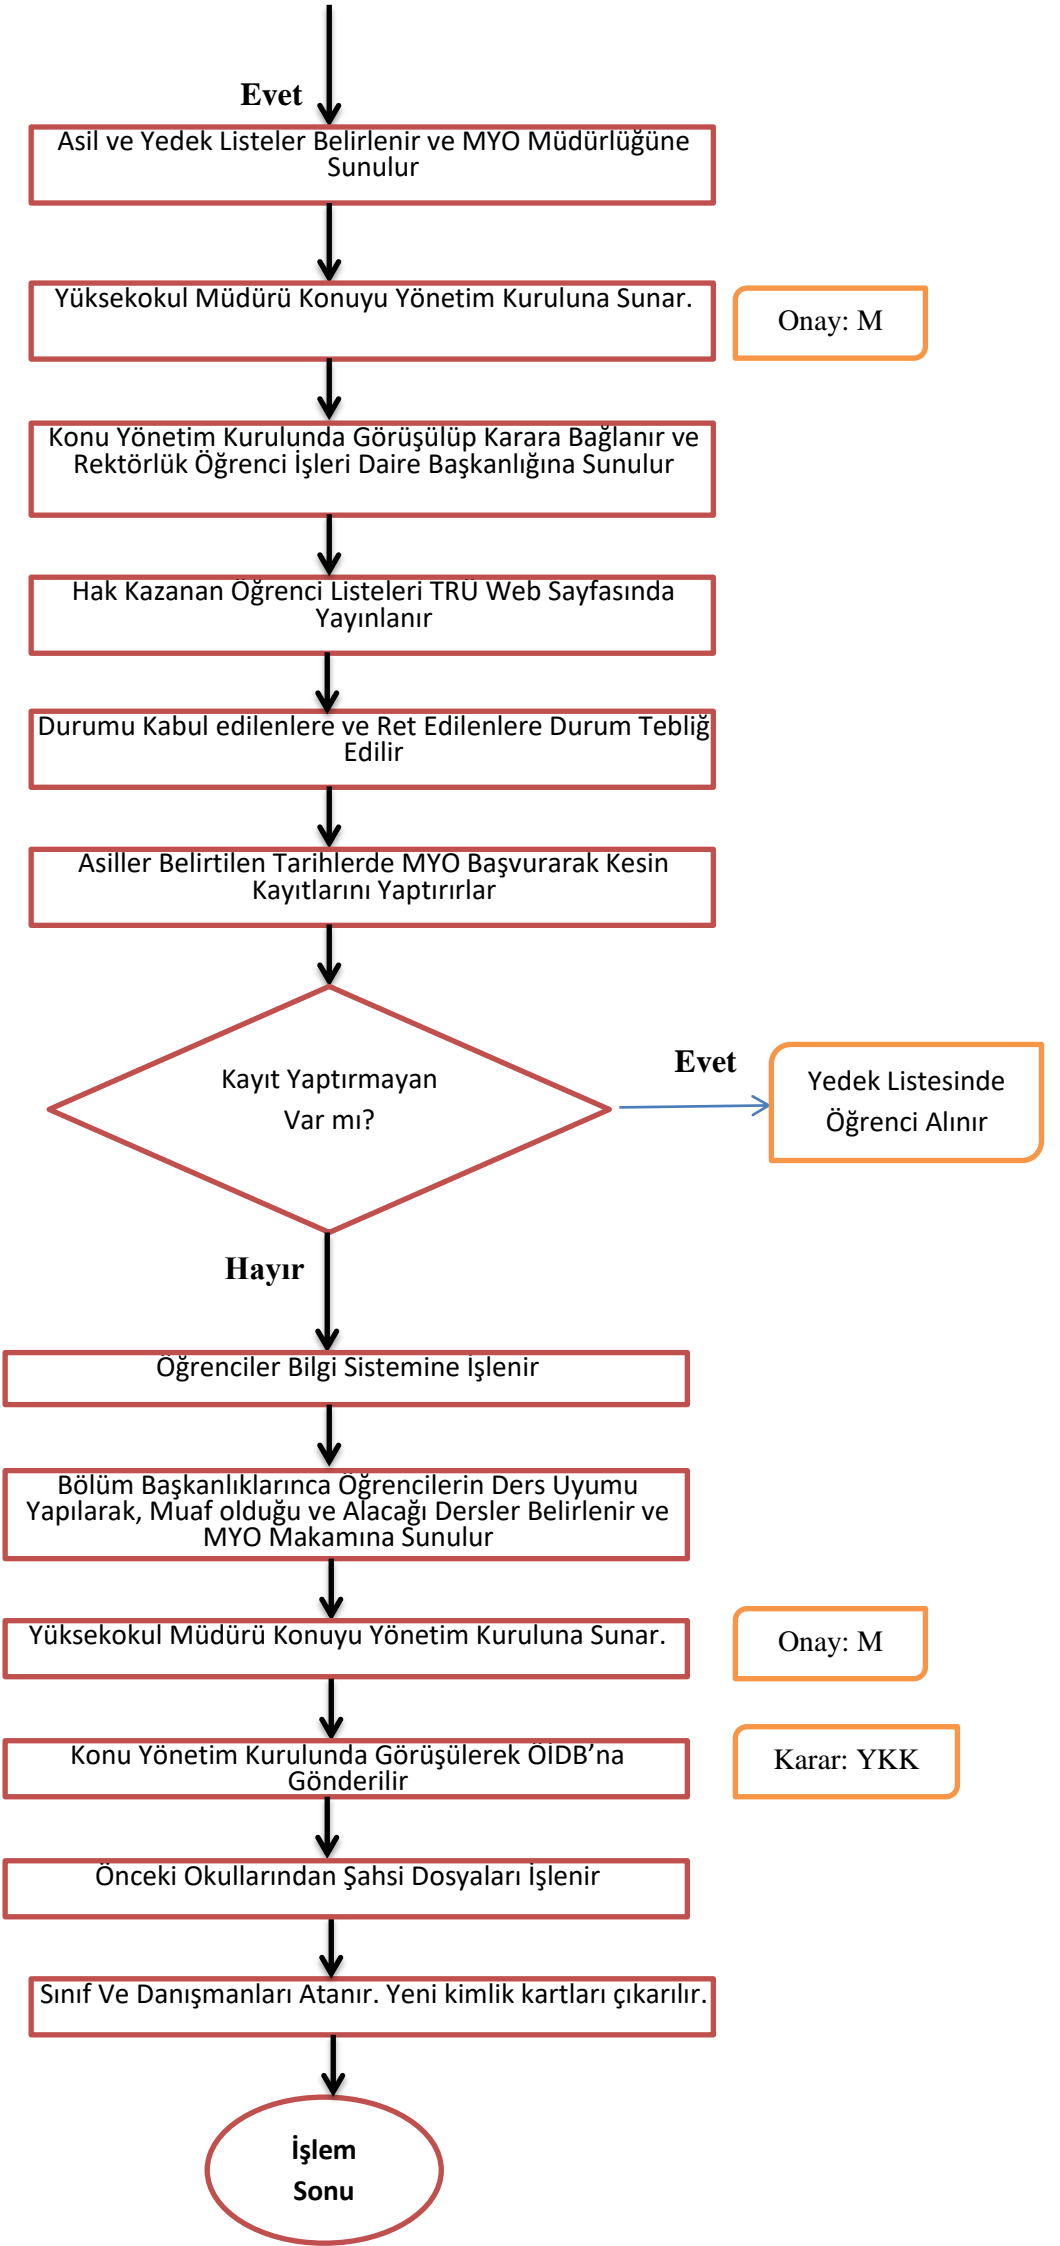 Evet
Asil ve Yedek Listeler Belirlenir ve MYO Müdürlüğüne
Sunulur
Yüksekokul Müdürü Konuyu Yönetim Kuruluna Sunar.
Onay: M
Konu Yönetim Kurulunda Görüşülüp Karara Bağlanır ve
Rektörlük Öğrenci İşleri Daire Başkanlığına Sunulur
Hak Kazanan Öğrenci Listeleri TRÜ Web Sayfasında
Yayınlanır
Durumu Kabul edilenlere ve Ret Edilenlere Durum Tebliğ
Edilir
Asiller Belirtilen Tarihlerde MYO Başvurarak Kesin
Kayıtlarını Yaptırırlar
Kayıt Yaptırmayan
Var mı?
Evet
Yedek Listesinde
Öğrenci Alınır
Hayır
Öğrenciler Bilgi Sistemine İşlenir
Bölüm Başkanlıklarınca Öğrencilerin Ders Uyumu
Yapılarak, Muaf olduğu ve Alacağı Dersler Belirlenir ve
MYO Makamına Sunulur
Yüksekokul Müdürü Konuyu Yönetim Kuruluna Sunar.
Onay: M
Konu Yönetim Kurulunda Görüşülerek ÖİDB’na
Gönderilir
Karar: YKK
Önceki Okullarından Şahsi Dosyaları İşlenir
Sınıf Ve Danışmanları Atanır. Yeni kimlik kartları çıkarılır.
İşlem
Sonu